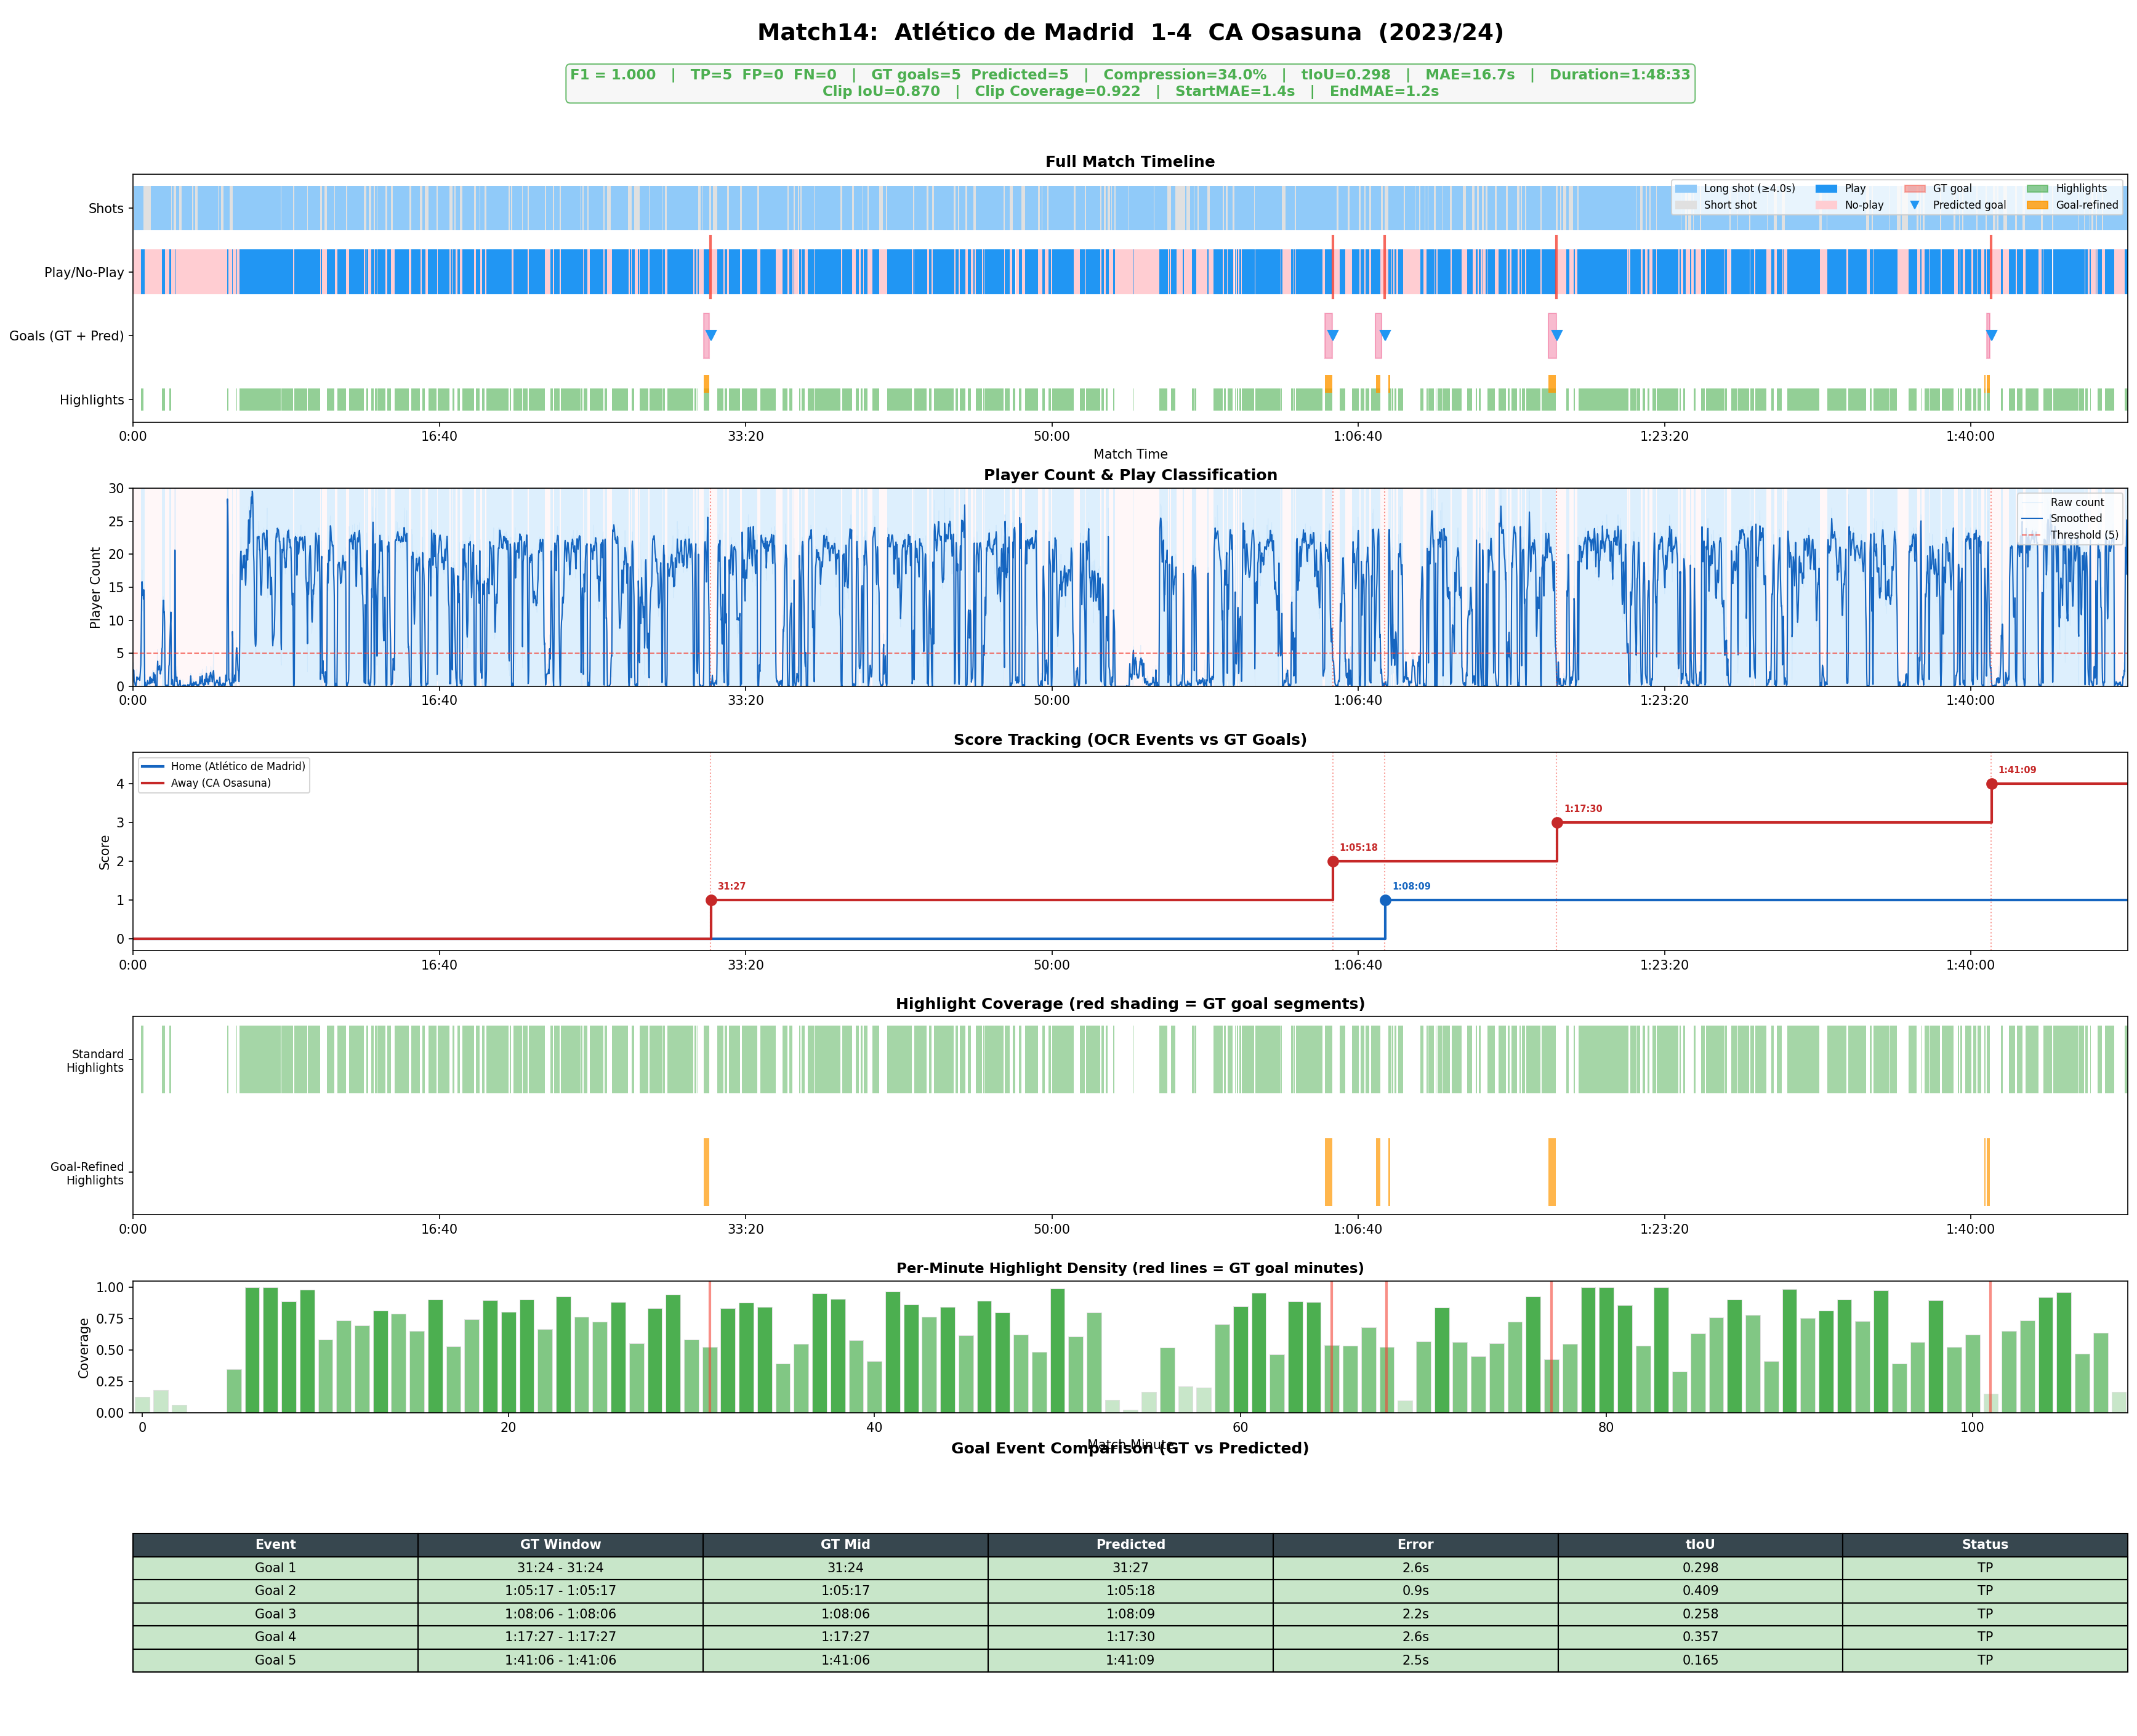 Match14:  Atlético de Madrid  1-4  CA Osasuna  (2023/24)
F1 = 1.000   |   TP=5  FP=0  FN=0   |   GT goals=5  Predicted=5   |   Compression=34.0%   |   tIoU=0.298   |   MAE=16.7s   |   Duration=1:48:33
Clip IoU=0.870   |   Clip Coverage=0.922   |   StartMAE=1.4s   |   EndMAE=1.2s
Full Match Timeline
Long shot (≥4.0s)  Play  GT goal  Highlights
Short shot  No-play  Predicted goal  Goal-refined
Shots
Play/No-Play
Goals (GT + Pred)
Highlights
0:00  16:40  33:20  50:00  1:06:40  1:23:20  1:40:00
Match Time
Player Count & Play Classification
Raw count
Smoothed
Threshold (5)
Player Count
30
25
20
15
10
5
0
0:00  16:40  33:20  50:00  1:06:40  1:23:20  1:40:00
Score Tracking (OCR Events vs GT Goals)
Home (Atlético de Madrid)
Away (CA Osasuna)
Score
4
3
2
1
0
1:41:09
1:17:30
1:05:18
31:27
1:08:09
0:00  16:40  33:20  50:00  1:06:40  1:23:20  1:40:00
Highlight Coverage (red shading = GT goal segments)
Standard
Highlights
Goal-Refined
Highlights
0:00  16:40  33:20  50:00  1:06:40  1:23:20  1:40:00
Per-Minute Highlight Density (red lines = GT goal minutes)
Coverage
1.00
0.75
0.50
0.25
0.00
0  20  40  60  80  100
Match Minute
Goal Event Comparison (GT vs Predicted)
Event  GT Window  GT Mid  Predicted  Error  tIoU  Status
Goal 1  31:24 - 31:24  31:24  31:27  2.6s  0.298  TP
Goal 2  1:05:17 - 1:05:17  1:05:17  1:05:18  0.9s  0.409  TP
Goal 3  1:08:06 - 1:08:06  1:08:06  1:08:09  2.2s  0.258  TP
Goal 4  1:17:27 - 1:17:27  1:17:27  1:17:30  2.6s  0.357  TP
Goal 5  1:41:06 - 1:41:06  1:41:06  1:41:09  2.5s  0.165  TP